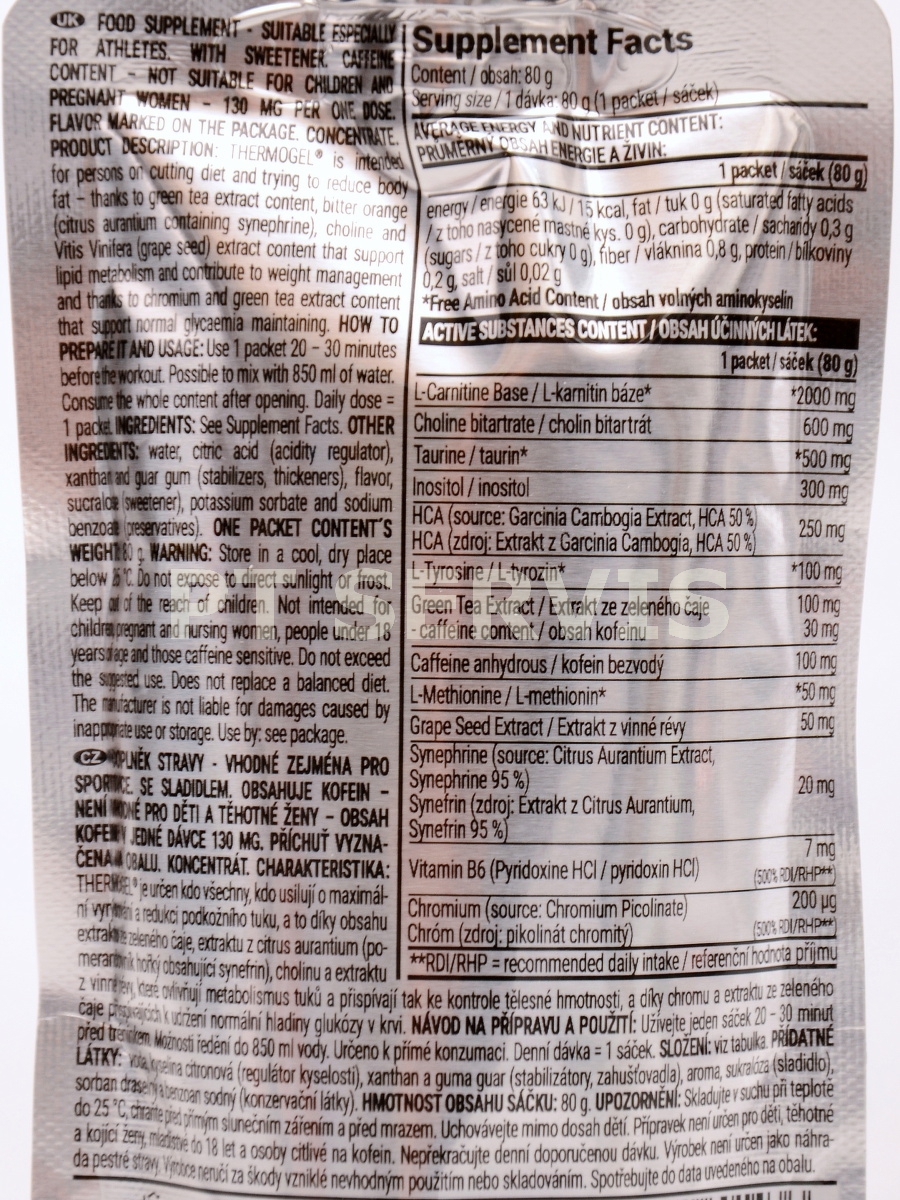 UK FOOD SUPPLEMENT - SUITABLE ESPECIALLY
FOR ATHLETES. WITH SWEETENER. CAFFEINE
CONTENT – NOT SUITABLE FOR CHILDREN AND
PREGNANT WOMEN – 130 MG PER ONE DOSE.
FLAVOR MARKED ON THE PACKAGE. CONCENTRATE.
PRODUCT DESCRIPTION: THERMOGEL® is intended
for persons on cutting diet and trying to reduce body
fat – thanks to green tea extract content, bitter orange
(citrus aurantium containing synephrine), choline and
Vitis Vinifera (grape seed) extract content that support
lipid metabolism and contribute to weight management
and thanks to chromium and green tea extract content
that support normal glycaemia maintaining. HOW TO
PREPARE IT AND USAGE: Use 1 packet 20 – 30 minutes
before the workout. Possible to mix with 850 ml of water.
Consume the whole content after opening. Daily dose =
1 packet. INGREDIENTS: See Supplement Facts. OTHER
INGREDIENTS: water, citric acid (acidity regulator),
xanthan and guar gum (stabilizers, thickeners), flavor,
sucralose (sweetener), potassium sorbate and sodium
benzoate (preservatives). ONE PACKET CONTENT´S
WEIGHT: 80 g. WARNING: Store in a cool, dry place
below 25 °C. Do not expose to direct sunlight or frost.
Keep out of the reach of children. Not intended for
children, pregnant and nursing women, people under 18
years of age and those caffeine sensitive. Do not exceed
the suggested use. Does not replace a balanced diet.
The manufacturer is not liable for damages caused by
inappropriate use or storage. Use by: see package.
CZ DOPLNĚK STRAVY - VHODNÉ ZEJMÉNA PRO
SPORTOVCE. SE SLADIDLEM. OBSAHUJE KOFEIN –
NENÍ VHODNÉ PRO DĚTI A TĚHOTNÉ ŽENY – OBSAH
KOFEINU V JEDNÉ DÁVCE 130 MG. PŘÍCHUŤ VYZNA-
ČENA NA OBALU. KONCENTRÁT. CHARAKTERISTIKA:
THERMOGEL® je určen kdo všechny, kdo usilují o maximál-
ní vyrýsování a redukci podkožního tuku, a to díky obsahu
extraktu ze zeleného čaje, extraktu z citrus aurantium (po-
merančovník hořký obsahující synefrin), cholinu a extraktu
z vinné révy, které ovlivňují metabolismus tuků a přispívají tak ke kontrole tělesné hmotnosti, a díky chromu a extraktu ze zeleného
čaje přispívajících k udržení normální hladiny glukózy v krvi. NÁVOD NA PŘÍPRAVU A POUŽITÍ: Užívejte jeden sáček 20 – 30 minut
před tréninkem. Možnosti ředění do 850 ml vody. Určeno k přímé konzumaci. Denní dávka = 1 sáček. SLOŽENÍ: viz tabulka. PŘÍDATNÉ
LÁTKY: voda, kyselina citronová (regulátor kyselosti), xanthan a guma guar (stabilizátory, zahušťovadla), aroma, sukralóza (sladidlo),
sorban draselný a benzoan sodný (konzervační látky). HMOTNOST OBSAHU SÁČKU: 80 g. UPOZORNĚNÍ: Skladujte v suchu při teplotě
do 25 °C, chraňte před přímým slunečním zářením a před mrazem. Uchovávejte mimo dosah dětí. Přípravek není určen pro děti, těhotné
a kojící ženy, mladistvé do 18 let a osoby citlivé na kofein. Nepřekračujte denní doporučenou dávku. Výrobek není určen jako náhra-
da pestré stravy. Výrobce neručí za škody vzniklé nevhodným použitím nebo skladováním. Spotřebujte do data uvedeného na obalu.
Supplement Facts
Content / obsah: 80 g
Serving size / 1 dávka: 80 g (1 packet / sáček)
AVERAGE ENERGY AND NUTRIENT CONTENT:
PRŮMĚRNÝ OBSAH ENERGIE A ŽIVIN:
1 packet / sáček (80 g)
energy / energie 63 kJ / 15 kcal, fat / tuk 0 g (saturated fatty acids
/ z toho nasycené mastné kys. 0 g), carbohydrate / sacharidy 0,3 g
(sugars / z toho cukry 0 g), fiber / vláknina 0,8 g, protein / bílkoviny
0,2 g, salt / sůl 0,02 g
*Free Amino Acid Content / obsah volných aminokyselin
ACTIVE SUBSTANCES CONTENT / OBSAH ÚČINNÝCH LÁTEK:
1 packet / sáček (80 g)
L-Carnitine Base / L-karnitin báze* *2000 mg
Choline bitartrate / cholin bitartrát 600 mg
Taurine / taurin* *500 mg
Inositol / inositol 300 mg
HCA (source: Garcinia Cambogia Extract, HCA 50 %)
HCA (zdroj: Extrakt z Garcinia Cambogia, HCA 50 %) 250 mg
L-Tyrosine / L-tyrozin* *100 mg
Green Tea Extract / Extrakt ze zeleného čaje 100 mg
- caffeine content / obsah kofeinu 30 mg
Caffeine anhydrous / kofein bezvodý 100 mg
L-Methionine / L-methionin* *50 mg
Grape Seed Extract / Extrakt z vinné révy 50 mg
Synephrine (source: Citrus Aurantium Extract,
Synephrine 95 %)
Synefrin (zdroj: Extrakt z Citrus Aurantium,
Synefrin 95 %) 20 mg
Vitamin B6 (Pyridoxine HCl / pyridoxin HCl) 7 mg
(500% RDI/RHP**)
Chromium (source: Chromium Picolinate) 200 µg
Chróm (zdroj: pikolinát chromitý) (500% RDI/RHP**)
**RDI/RHP = recommended daily intake / referenční hodnota příjmu
PT SERVIS